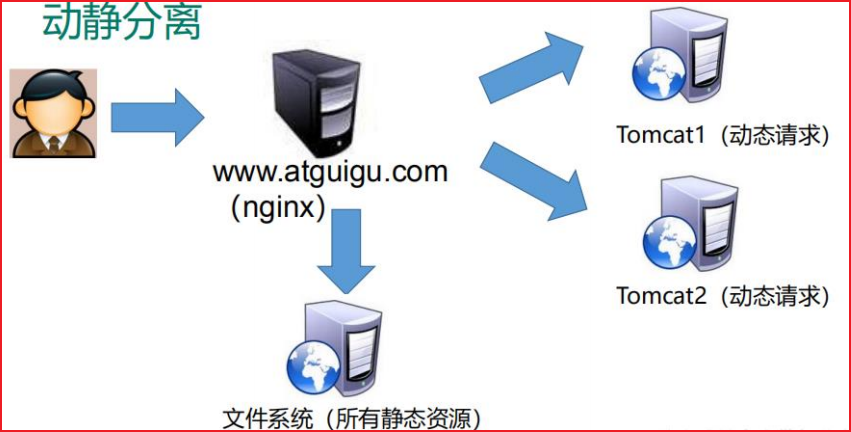 动静分离
Tomcat1（动态请求）
www.atguigu.com
（nginx）
Tomcat2（动态请求）
文件系统（所有静态资源）